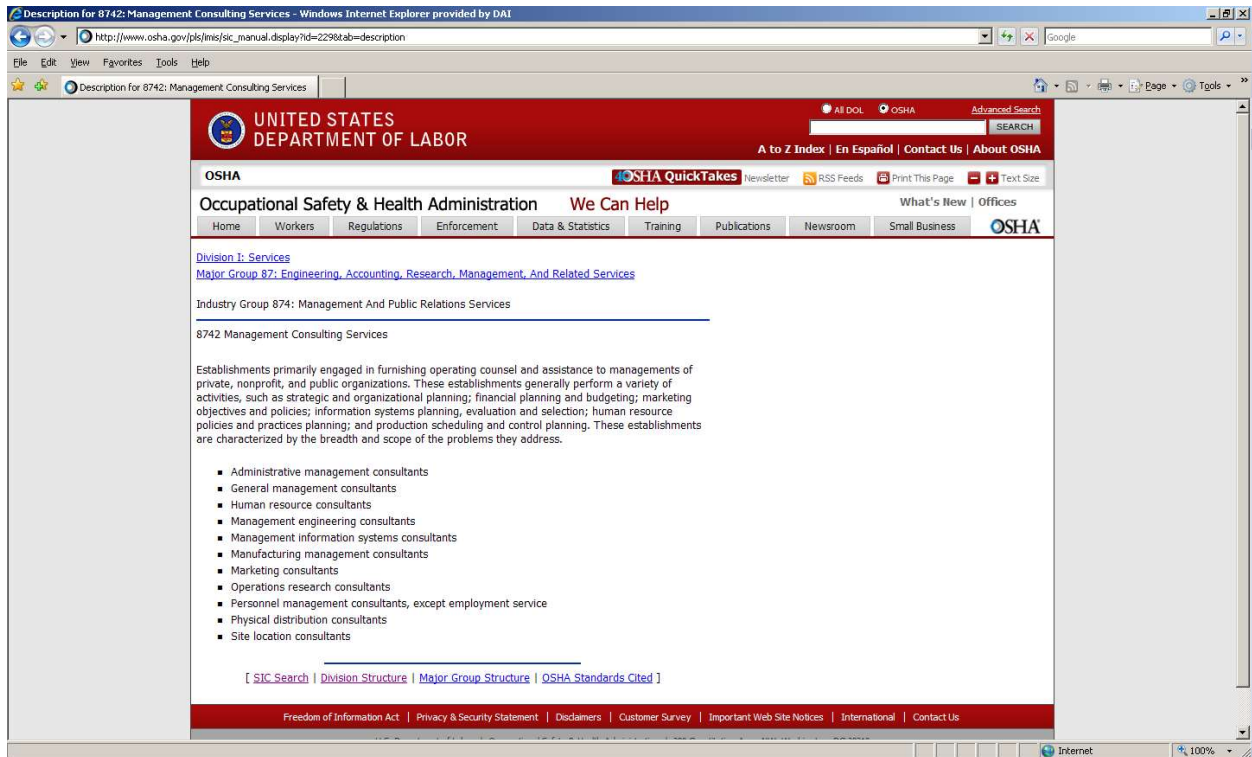 Description for 8742: Management Consulting Services - Windows Internet Explorer provided by DAI
http://www.osha.gov/pls/imis/sic_manual.display?id=229&tab=description
Google
File Edit View Favorites Tools Help
Description for 8742: Management Consulting Services
Page Tools »
UNITED STATES
DEPARTMENT OF LABOR
All DOL OSHA Advanced Search
SEARCH
A to Z Index | En Español | Contact Us | About OSHA
OSHA
OSHA QuickTakes Newsletter RSS Feeds Print This Page Text Size
Occupational Safety & Health Administration We Can Help
What's New | Offices
Home Workers Regulations Enforcement Data & Statistics Training Publications Newsroom Small Business OSHA
Division I: Services
Major Group 87: Engineering, Accounting, Research, Management, And Related Services
Industry Group 874: Management And Public Relations Services
8742 Management Consulting Services
Establishments primarily engaged in furnishing operating counsel and assistance to managements of
private, nonprofit, and public organizations. These establishments generally perform a variety of
activities, such as strategic and organizational planning; financial planning and budgeting; marketing
objectives and policies; information systems planning, evaluation and selection; human resource
policies and practices planning; and production scheduling and control planning. These establishments
are characterized by the breadth and scope of the problems they address.
Administrative management consultants
General management consultants
Human resource consultants
Management engineering consultants
Management information systems consultants
Manufacturing management consultants
Marketing consultants
Operations research consultants
Personnel management consultants, except employment service
Physical distribution consultants
Site location consultants
[ SIC Search | Division Structure | Major Group Structure | OSHA Standards Cited ]
Freedom of Information Act | Privacy & Security Statement | Disclaimers | Customer Survey | Important Web Site Notices | International | Contact Us
Internet 100%